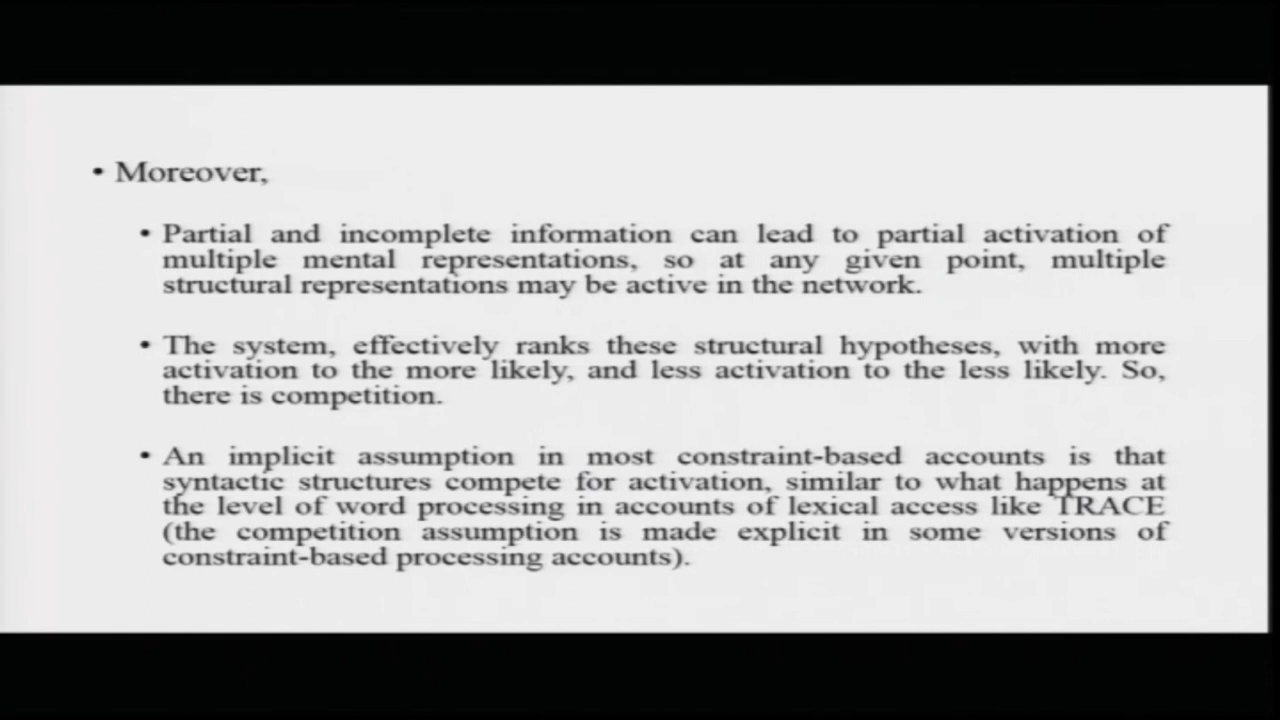 • Moreover,
• Partial and incomplete information can lead to partial activation of
multiple mental representations, so at any given point, multiple
structural representations may be active in the network.
• The system, effectively ranks these structural hypotheses, with more
activation to the more likely, and less activation to the less likely. So,
there is competition.
• An implicit assumption in most constraint-based accounts is that
syntactic structures compete for activation, similar to what happens at
the level of word processing in accounts of lexical access like TRACE
(the competition assumption is made explicit in some versions of
constraint-based processing accounts).